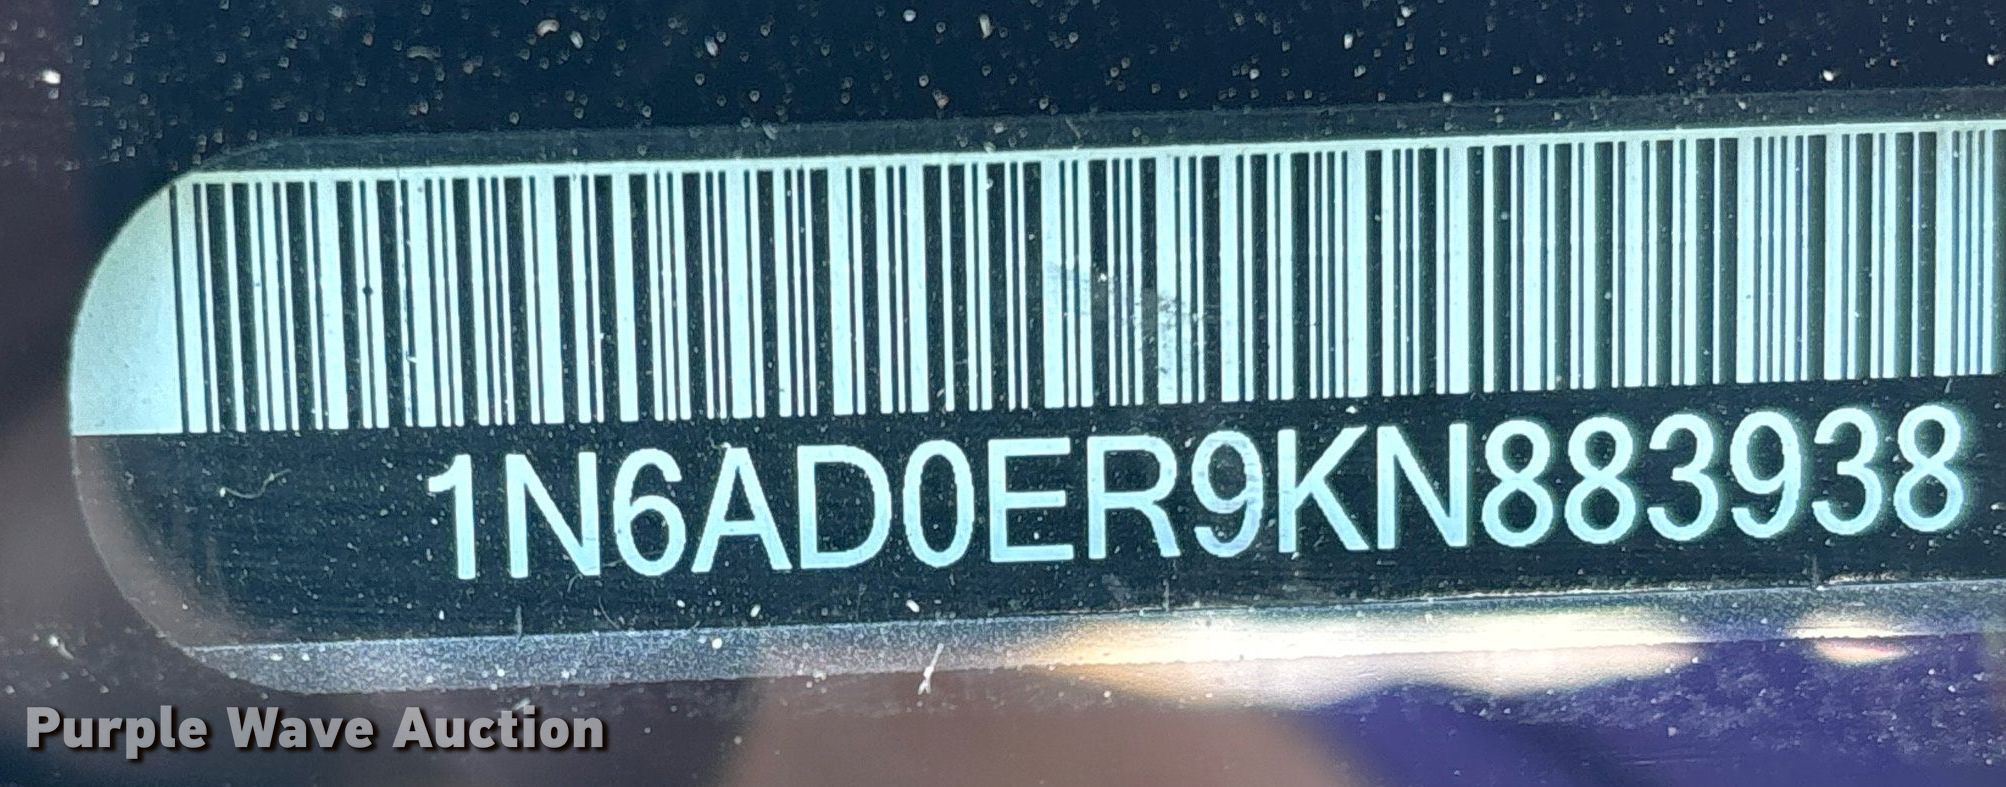 1N6AD0ER9KN883938
Purple Wave Auction